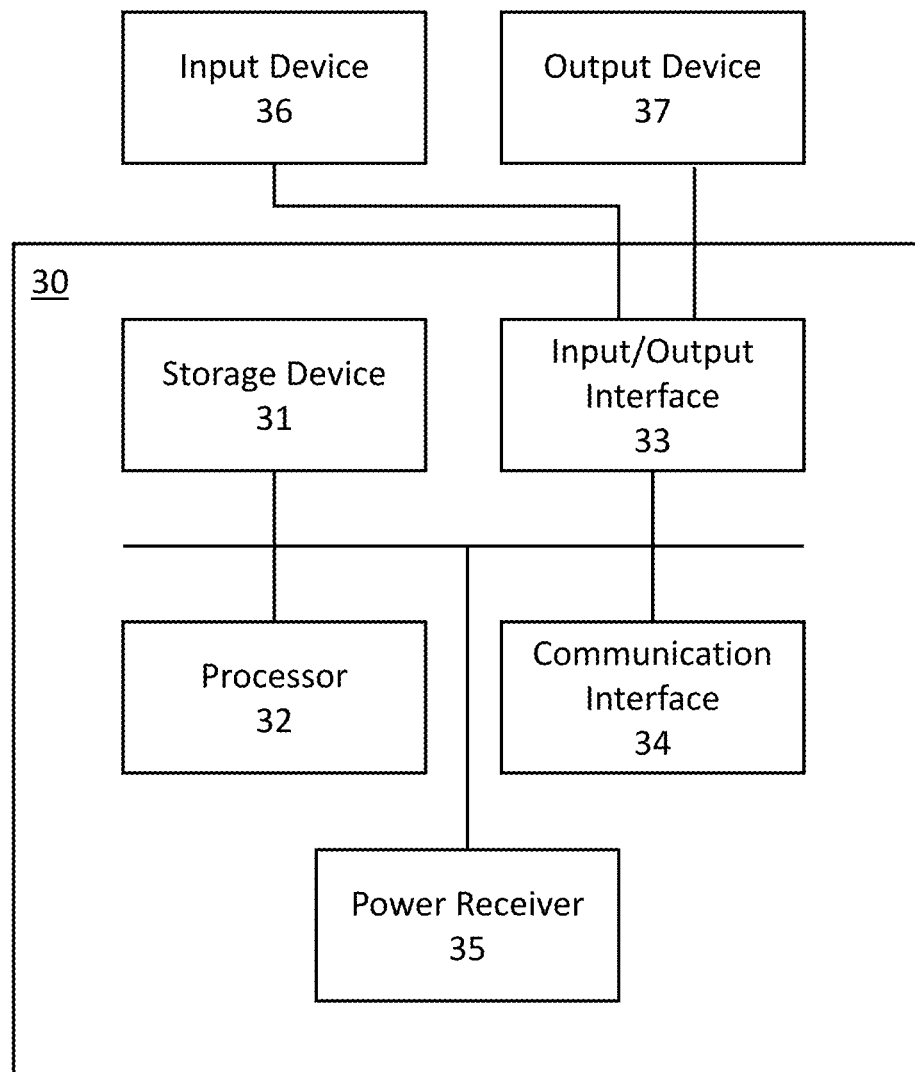 Input Device
36
Output Device
37
30
Storage Device
31
Input/Output
Interface
33
Processor
32
Communication
Interface
34
Power Receiver
35